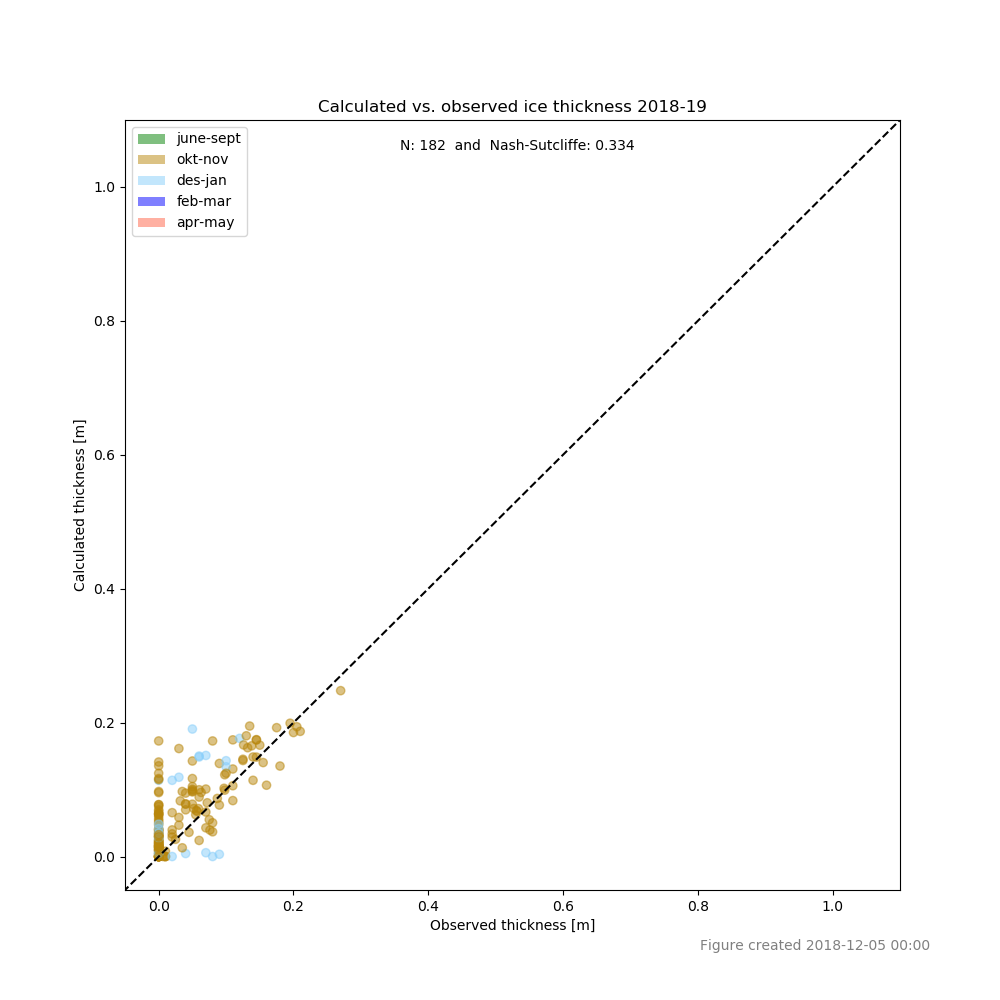 Calculated vs. observed ice thickness 2018-19
N: 182 and Nash-Sutcliffe: 0.334
june-sept
okt-nov
des-jan
feb-mar
apr-may
1.0
0.8
0.6
0.4
0.2
0.0
Calculated thickness [m]
0.0 0.2 0.4 0.6 0.8 1.0
Observed thickness [m]
Figure created 2018-12-05 00:00